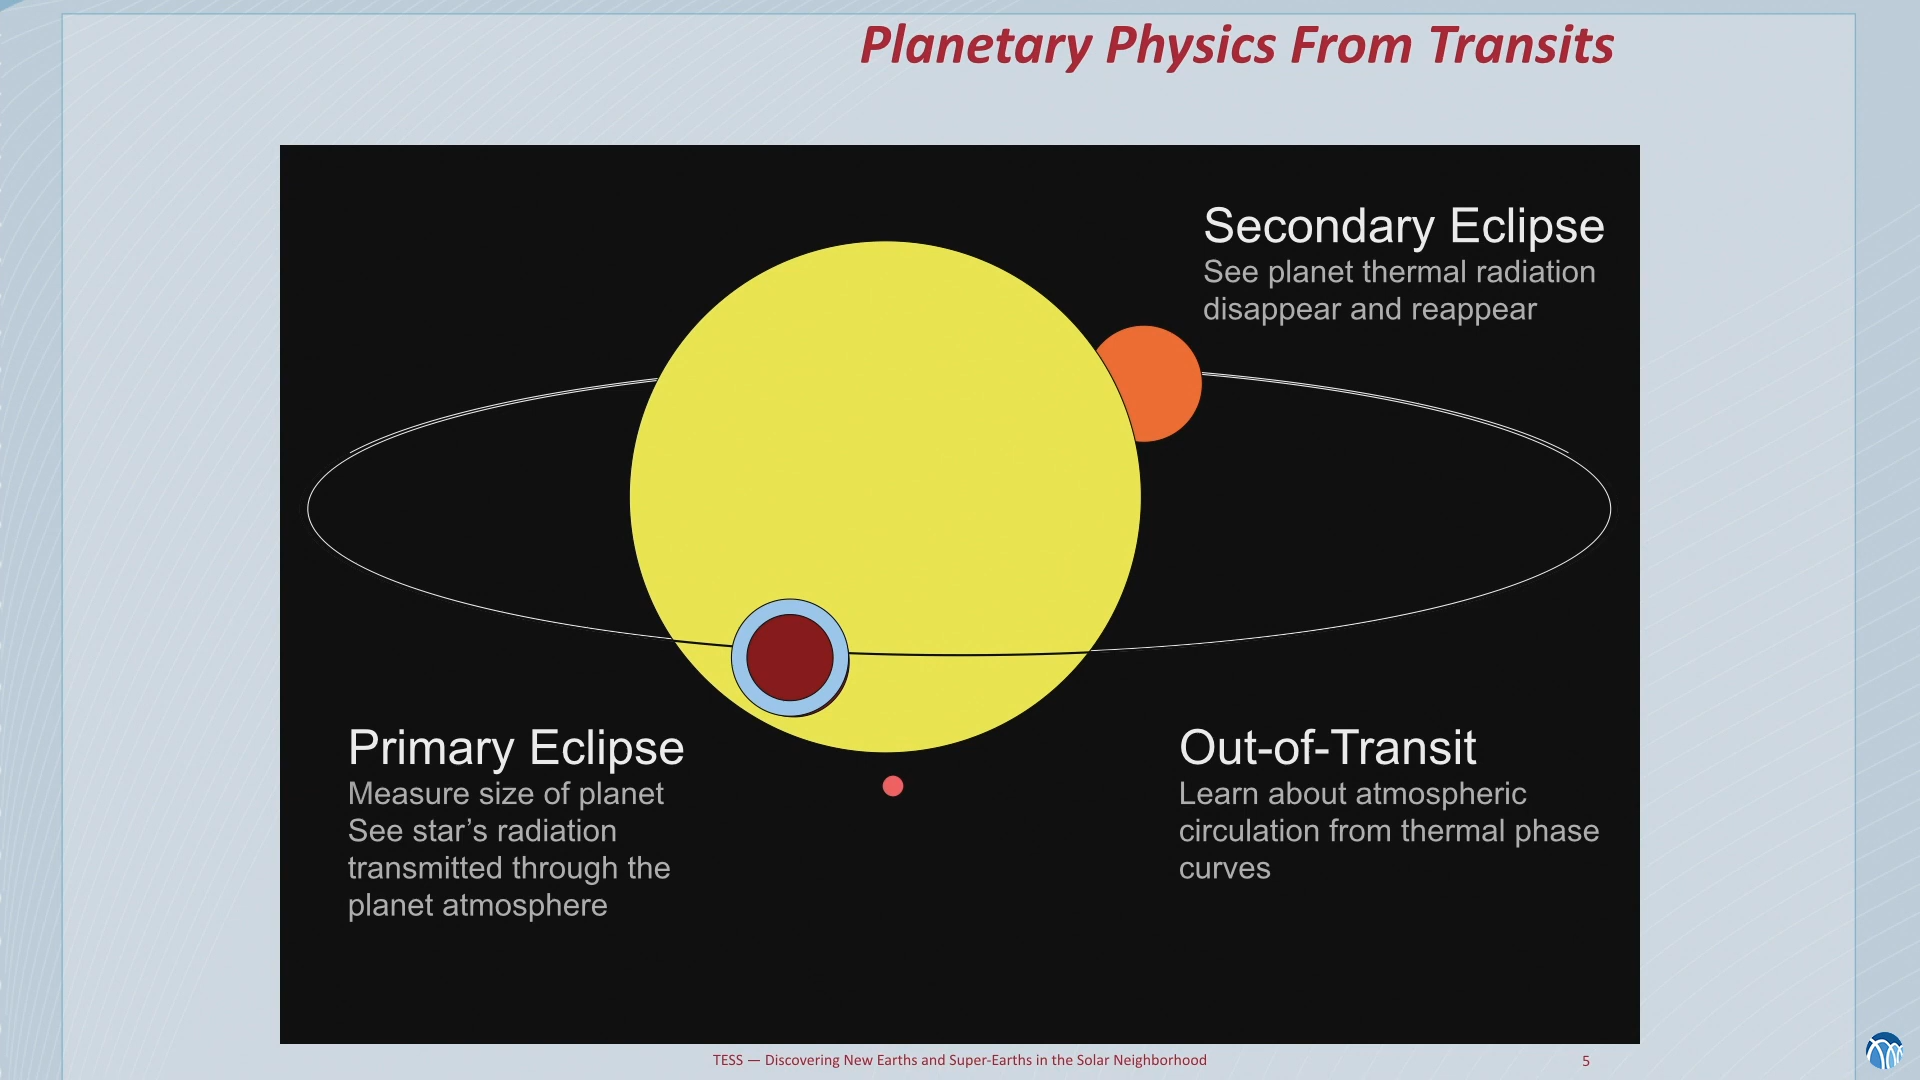 Planetary Physics From Transits
Secondary Eclipse
See planet thermal radiation
disappear and reappear
Primary Eclipse
Measure size of planet
See star’s radiation
transmitted through the
planet atmosphere
Out-of-Transit
Learn about atmospheric
circulation from thermal phase
curves
TESS — Discovering New Earths and Super-Earths in the Solar Neighborhood
5